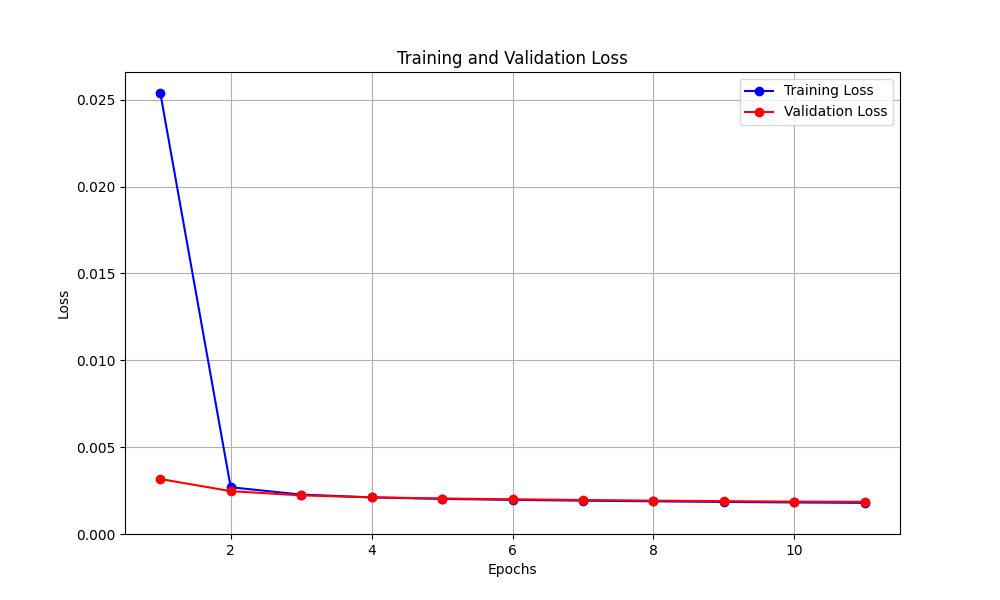 Training and Validation Loss
Training Loss
Validation Loss
0.025
0.020
0.015
0.010
0.005
0.000
Loss
2 4 6 8 10
Epochs